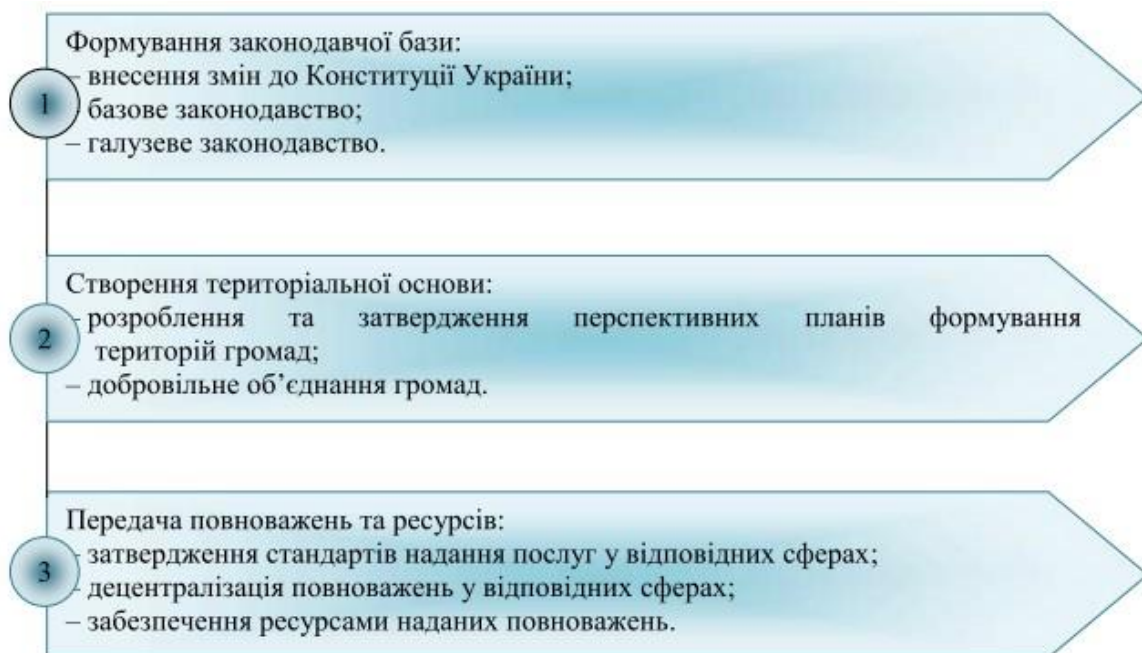 Формування законодавчої бази:
– внесення змін до Конституції України;
1
– базове законодавство;
– галузеве законодавство.
Створення територіальної основи:
– розроблення та затвердження перспективних планів формування
2
територій громад;
– добровільне об’єднання громад.
Передача повноважень та ресурсів:
– затвердження стандартів надання послуг у відповідних сферах;
3
– децентралізація повноважень у відповідних сферах;
– забезпечення ресурсами наданих повноважень.